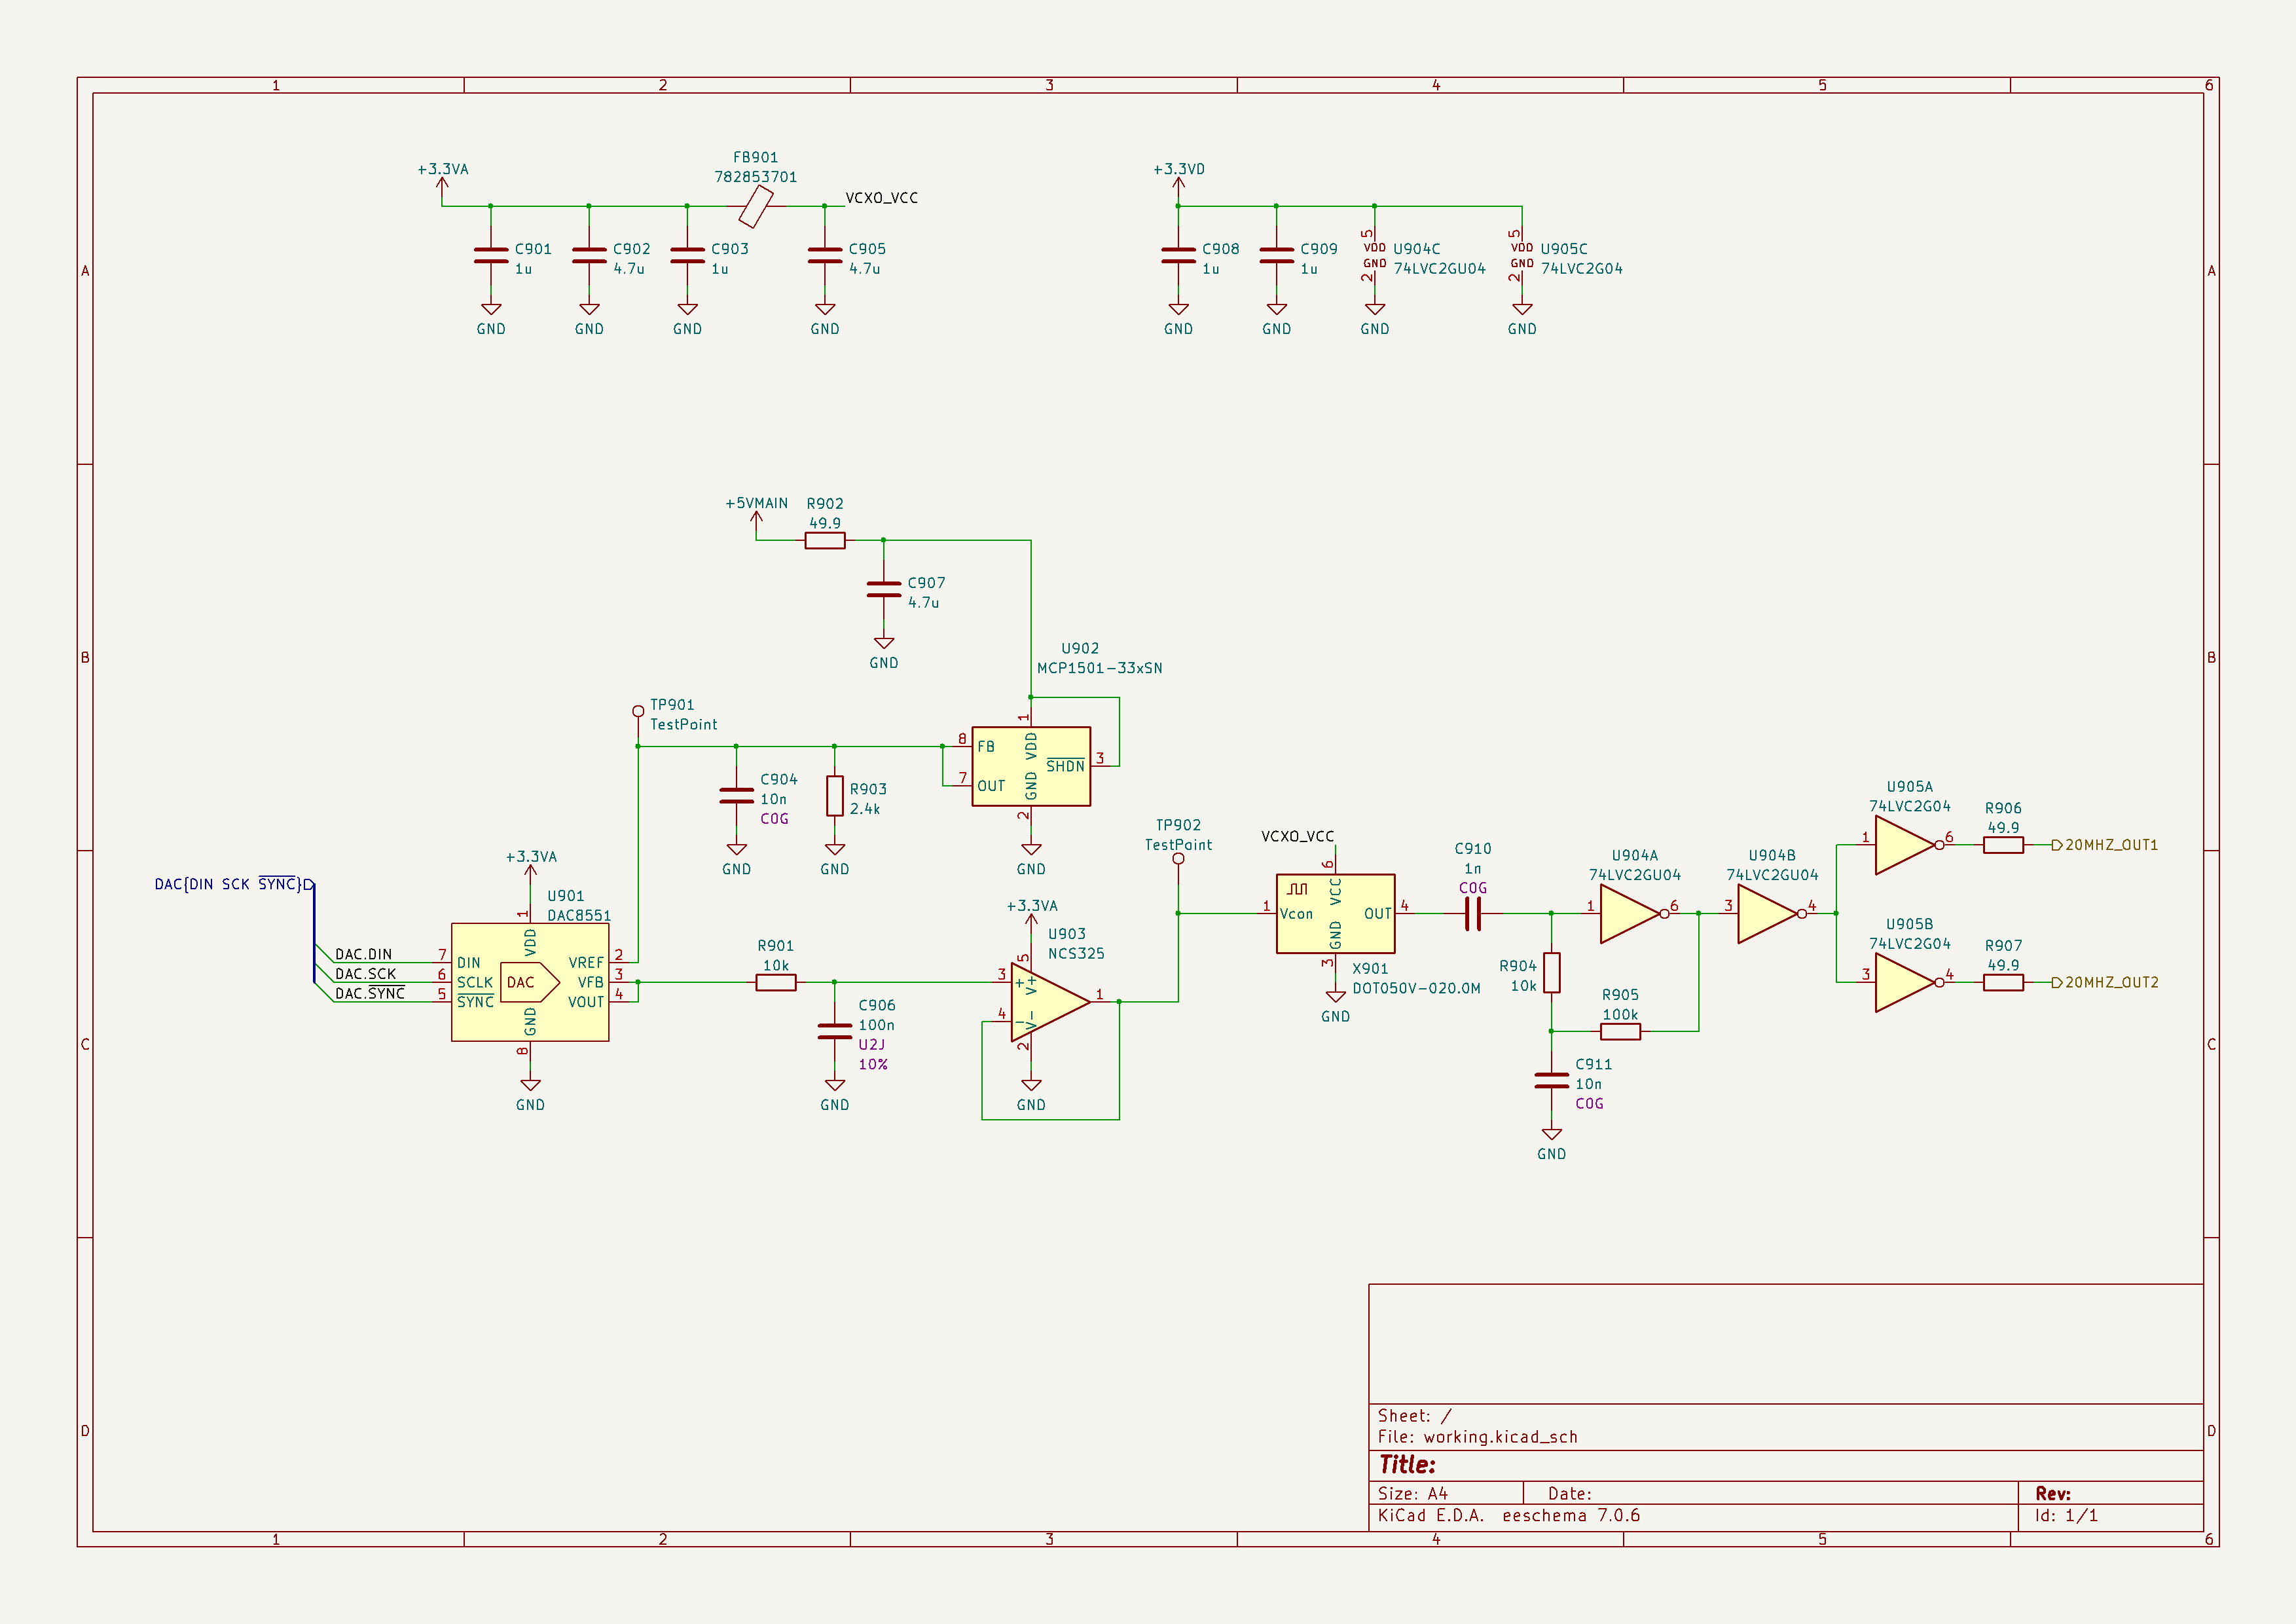 1 2 3 4 5 6
A A
B B
C C
D D
+3.3VA
FB901
782853701
VCXO_VCC
C901
1u
GND
C902
4.7u
GND
C903
1u
GND
C905
4.7u
GND
+3.3VD
C908
1u
GND
C909
1u
GND
5
VDD
GND
2
U904C
74LVC2GU04
GND
5
VDD
GND
2
U905C
74LVC2G04
GND
+5VMAIN
R902
49.9
C907
4.7u
GND
U902
MCP1501-33xSN
1
8 FB
VDD
SHDN 3
7 OUT
GND
2
GND
TP901
TestPoint
C904
10n
C0G
GND
R903
2.4k
GND
DAC{DIN SCK SYNC}
DAC.DIN
DAC.SCK
DAC.SYNC
+3.3VA
U901
DAC8551
1
VDD
7 DIN
6 SCLK
5 SYNC
DAC
VREF 2
VFB 3
VOUT 4
GND
8
GND
R901
10k
C906
100n
U2J
10%
GND
+3.3VA
U903
NCS325
5
V+
3 +
4 -
1
V-
2
GND
TP902
TestPoint
VCXO_VCC
6
VCC
1 Vcon
OUT 4
GND
3
X901
DOT050V-020.0M
GND
C910
1n
C0G
R904
10k
R905
100k
C911
10n
C0G
GND
U904A
74LVC2GU04
1 6
U904B
74LVC2GU04
3 4
U905A
74LVC2G04
1 6
R906
49.9
20MHZ_OUT1
U905B
74LVC2G04
3 4
R907
49.9
20MHZ_OUT2
Sheet: /
File: working.kicad_sch
Title:
Size: A4 Date: Rev:
KiCad E.D.A. eeschema 7.0.6 Id: 1/1
1 2 3 4 5 6